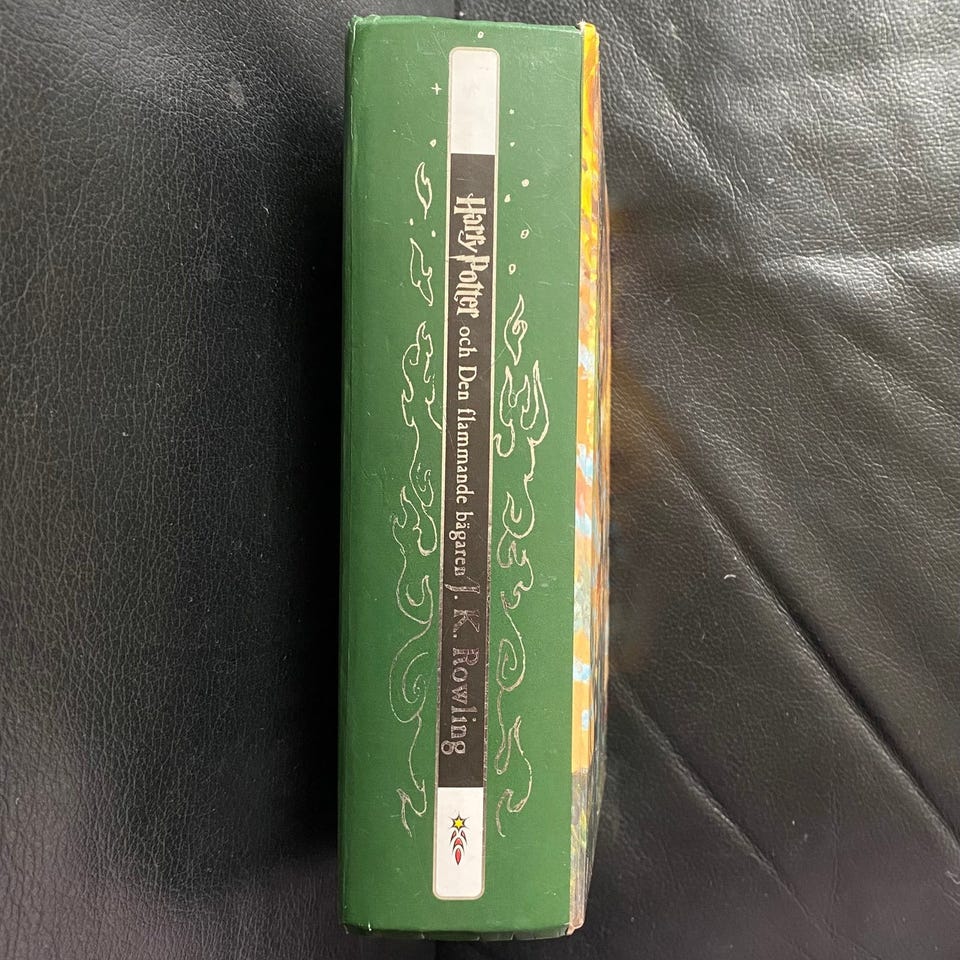 Harry Potter och Den flammande bägaren J. K. Rowling